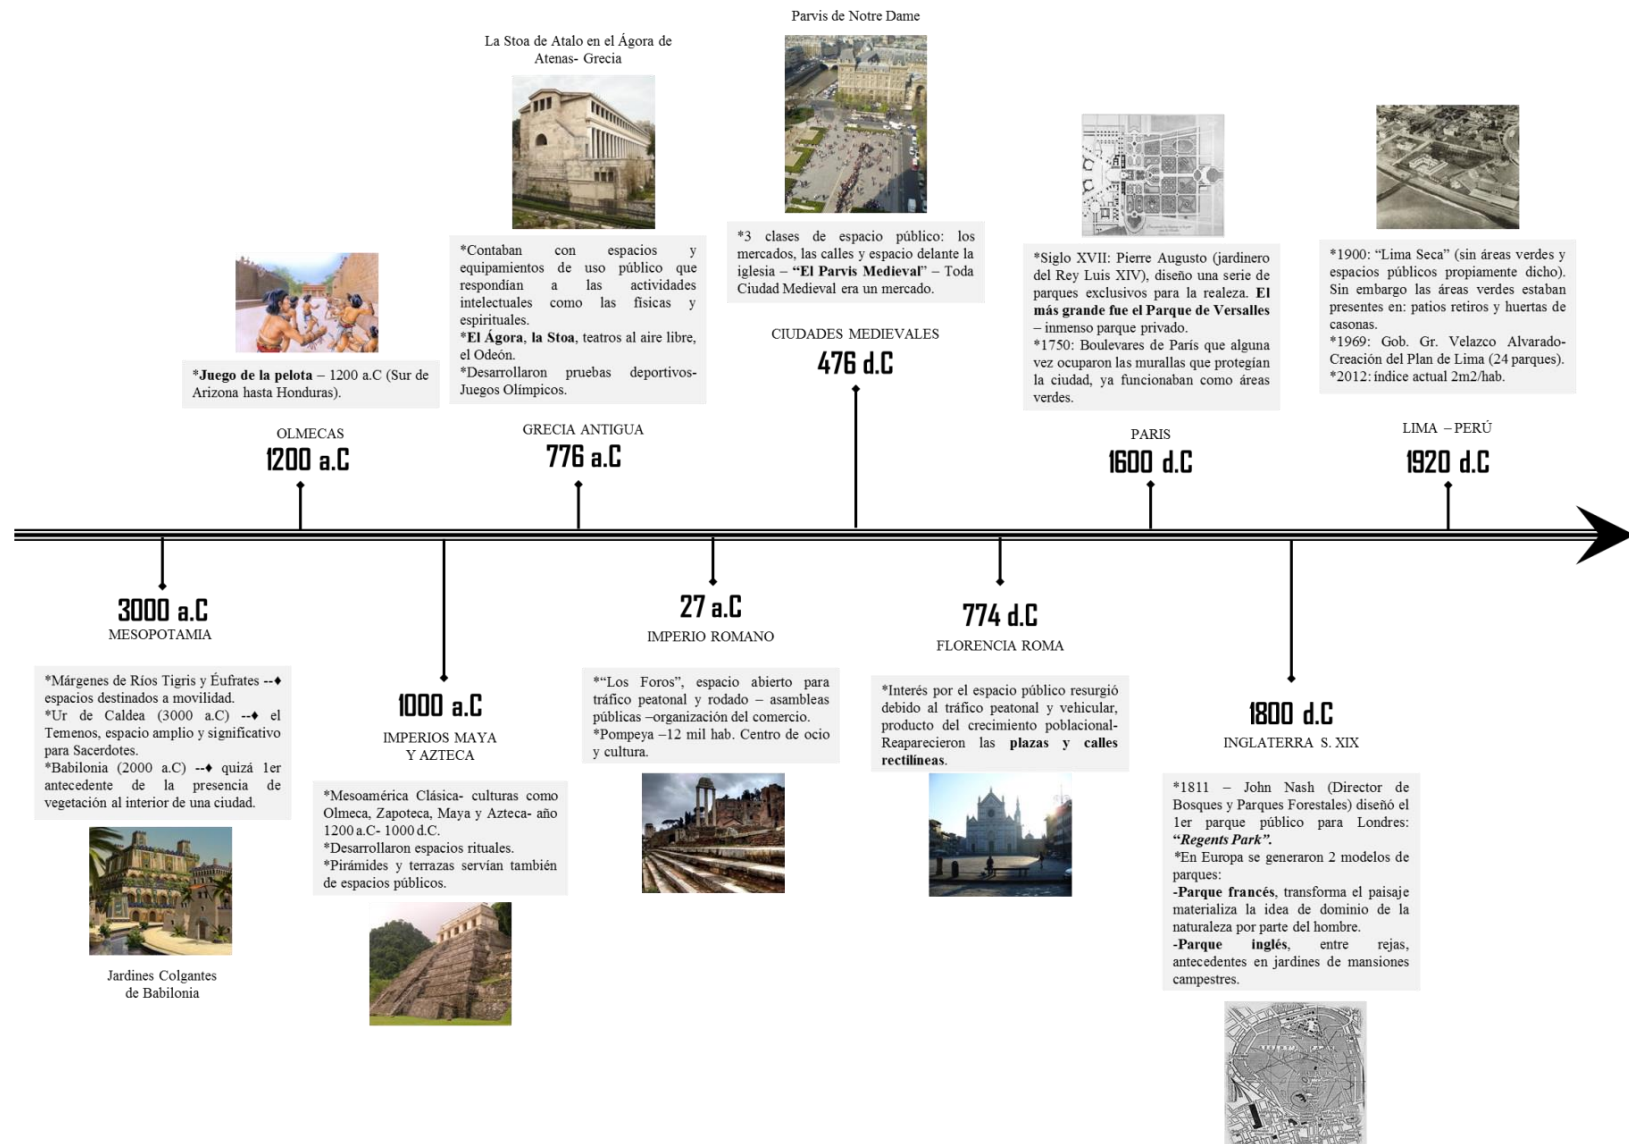 Parvis de Notre Dame
La Stoa de Atalo en el Ágora de
Atenas- Grecia
*Juego de la pelota – 1200 a.C (Sur de
Arizona hasta Honduras).
OLMECAS
1200 a.C
*Contaban con espacios y
equipamientos de uso público que
respondían a las actividades
intelectuales como las físicas y
espirituales.
*El Ágora, la Stoa, teatros al aire libre,
el Odeón.
*Desarrollaron pruebas deportivos-
Juegos Olímpicos.
GRECIA ANTIGUA
776 a.C
*3 clases de espacio público: los
mercados, las calles y espacio delante la
iglesia – “El Parvis Medieval” – Toda
Ciudad Medieval era un mercado.
CIUDADES MEDIEVALES
476 d.C
*Siglo XVII: Pierre Augusto (jardinero
del Rey Luis XIV), diseño una serie de
parques exclusivos para la realeza. El
más grande fue el Parque de Versalles
– inmenso parque privado.
*1750: Boulevares de París que alguna
vez ocuparon las murallas que protegían
la ciudad, ya funcionaban como áreas
verdes.
PARIS
1600 d.C
*1900: “Lima Seca” (sin áreas verdes y
espacios públicos propiamente dicho).
Sin embargo las áreas verdes estaban
presentes en: patios retiros y huertas de
casonas.
*1969: Gob. Gr. Velazco Alvarado-
Creación del Plan de Lima (24 parques).
*2012: índice actual 2m2/hab.
LIMA – PERÚ
1920 d.C
3000 a.C
MESOPOTAMIA
*Márgenes de Ríos Tigris y Éufrates --♦
espacios destinados a movilidad.
*Ur de Caldea (3000 a.C) --♦ el
Temenos, espacio amplio y significativo
para Sacerdotes.
*Babilonia (2000 a.C) --♦ quizá 1er
antecedente de la presencia de
vegetación al interior de una ciudad.
Jardines Colgantes
de Babilonia
1000 a.C
IMPERIOS MAYA
Y AZTECA
*Mesoamérica Clásica- culturas como
Olmeca, Zapoteca, Maya y Azteca- año
1200 a.C- 1000 d.C.
*Desarrollaron espacios rituales.
*Pirámides y terrazas servían también
de espacios públicos.
27 a.C
IMPERIO ROMANO
*“Los Foros”, espacio abierto para
tráfico peatonal y rodado – asambleas
públicas –organización del comercio.
*Pompeya –12 mil hab. Centro de ocio
y cultura.
774 d.C
FLORENCIA ROMA
*Interés por el espacio público resurgió
debido al tráfico peatonal y vehicular,
producto del crecimiento poblacional-
Reaparecieron las plazas y calles
rectilíneas.
1800 d.C
INGLATERRA S. XIX
*1811 – John Nash (Director de
Bosques y Parques Forestales) diseñó el
1er parque público para Londres:
“Regents Park”.
*En Europa se generaron 2 modelos de
parques:
-Parque francés, transforma el paisaje
materializa la idea de dominio de la
naturaleza por parte del hombre.
-Parque inglés, entre rejas,
antecedentes en jardines de mansiones
campestres.